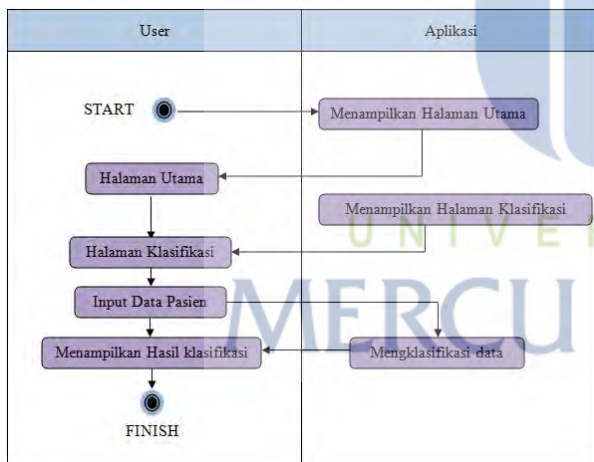 User
Aplikasi
START
Menampilkan Halaman Utama
Halaman Utama
Menampilkan Halaman Klasifikasi
UNIVE
Halaman Klasifikasi
Input Data Pasien
MERCU
Menampilkan Hasil klasifikasi
Mengklasifikasi data
FINISH